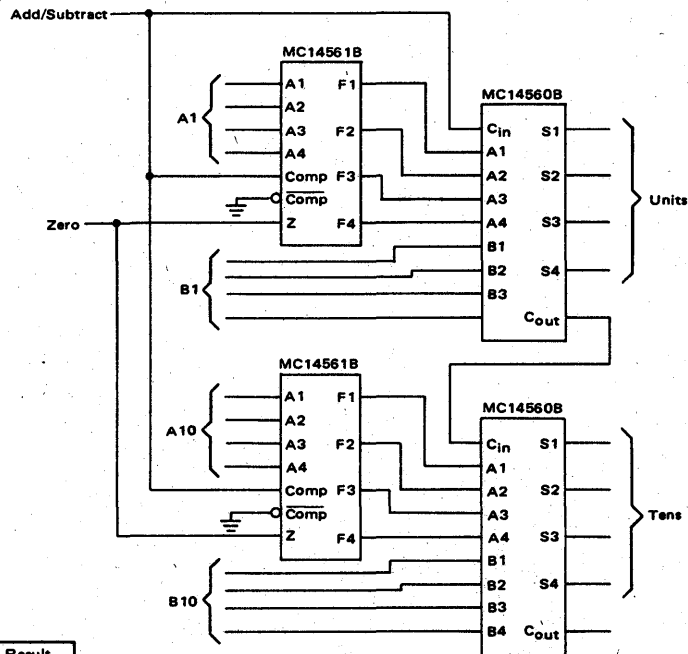 Add/Subtract
Zero
A1
MC14561B
A1 F1
A2
A3 F2
A4
Comp F3
Comp
Z F4
B1
MC14560B
Cin S1
A1
A2 S2
A3
A4 S3
B1
B2 S4
B3
Cout
Units
A10
MC14561B
A1 F1
A2
A3 F2
A4
Comp F3
Comp
Z F4
B10
MC14560B
Cin S1
A1
A2 S2
A3
A4 S3
B1
B2 S4
B3
B4 Cout
Tens
Result